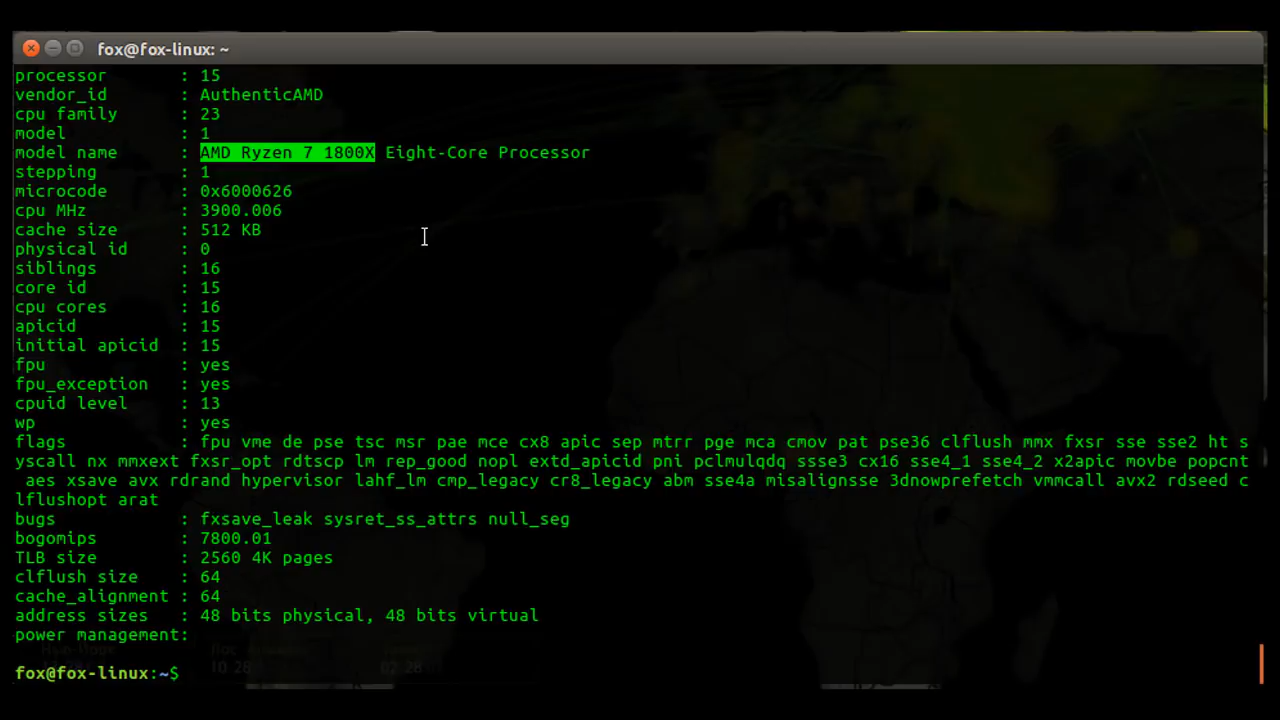 fox@fox-linux: ~
processor : 15
vendor_id : AuthenticAMD
cpu family : 23
model : 1
model name : AMD Ryzen 7 1800X Eight-Core Processor
stepping : 1
microcode : 0x6000626
cpu MHz : 3900.006
cache size : 512 KB
physical id : 0
siblings : 16
core id : 15
cpu cores : 16
apicid : 15
initial apicid : 15
fpu : yes
fpu_exception : yes
cpuid level : 13
wp : yes
flags : fpu vme de pse tsc msr pae mce cx8 apic sep mtrr pge mca cmov pat pse36 clflush mmx fxsr sse sse2 ht s
yscall nx mmxext fxsr_opt rdtscp lm rep_good nopl extd_apicid pni pclmulqdq ssse3 cx16 sse4_1 sse4_2 x2apic movbe popcnt
aes xsave avx rdrand hypervisor lahf_lm cmp_legacy cr8_legacy abm sse4a misalignsse 3dnowprefetch vmmcall avx2 rdseed c
lflushopt arat
bugs : fxsave_leak sysret_ss_attrs null_seg
bogomips : 7800.01
TLB size : 2560 4K pages
clflush size : 64
cache_alignment : 64
address sizes : 48 bits physical, 48 bits virtual
power management:
10 28 02:28
fox@fox-linux:~$